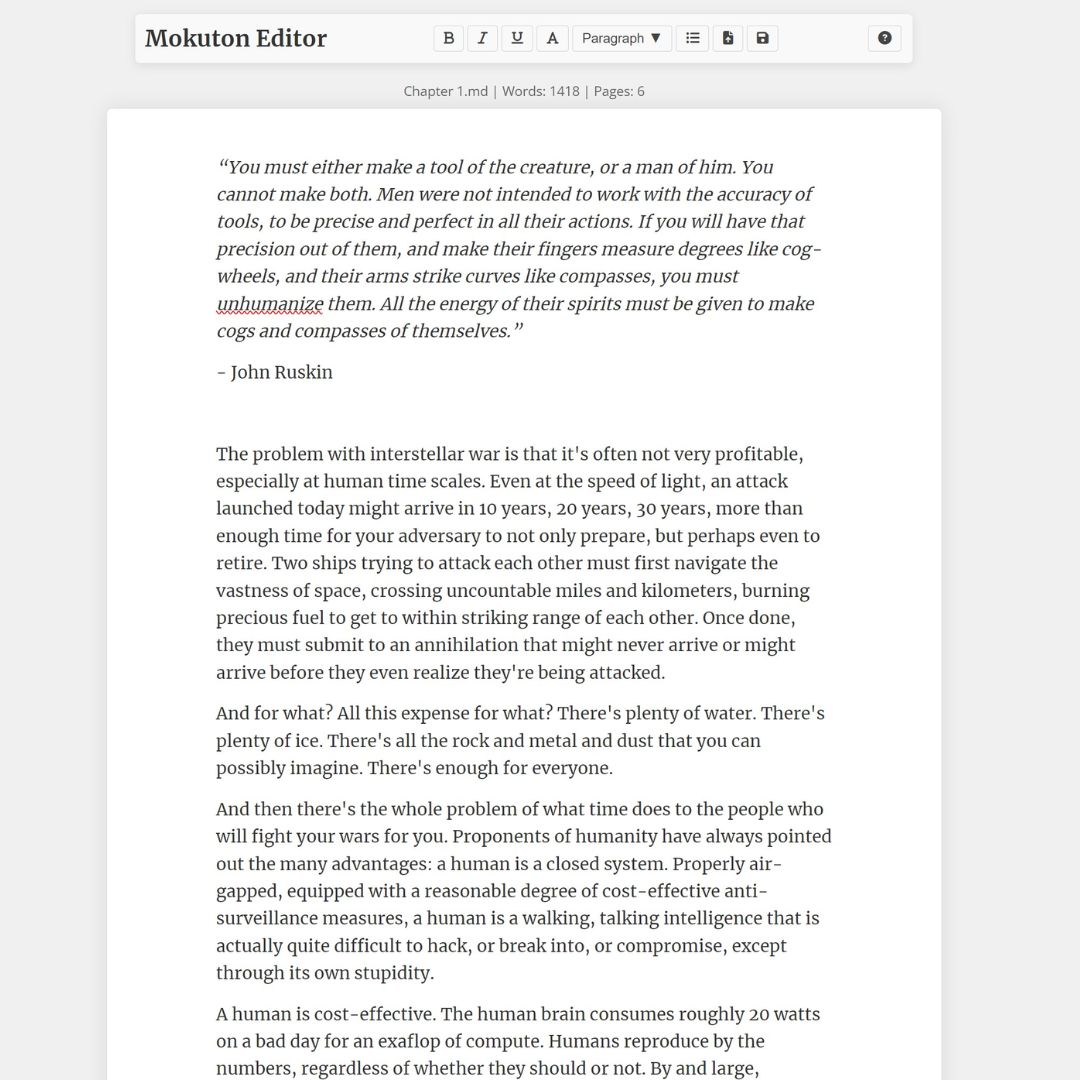 Mokuton Editor
B I U A Paragraph ▼
Chapter 1.md | Words: 1418 | Pages: 6
“You must either make a tool of the creature, or a man of him. You
cannot make both. Men were not intended to work with the accuracy of
tools, to be precise and perfect in all their actions. If you will have that
precision out of them, and make their fingers measure degrees like cog-
wheels, and their arms strike curves like compasses, you must
unhumanize them. All the energy of their spirits must be given to make
cogs and compasses of themselves.”
- John Ruskin
The problem with interstellar war is that it's often not very profitable,
especially at human time scales. Even at the speed of light, an attack
launched today might arrive in 10 years, 20 years, 30 years, more than
enough time for your adversary to not only prepare, but perhaps even to
retire. Two ships trying to attack each other must first navigate the
vastness of space, crossing uncountable miles and kilometers, burning
precious fuel to get to within striking range of each other. Once done,
they must submit to an annihilation that might never arrive or might
arrive before they even realize they're being attacked.
And for what? All this expense for what? There's plenty of water. There's
plenty of ice. There's all the rock and metal and dust that you can
possibly imagine. There's enough for everyone.
And then there's the whole problem of what time does to the people who
will fight your wars for you. Proponents of humanity have always pointed
out the many advantages: a human is a closed system. Properly air-
gapped, equipped with a reasonable degree of cost-effective anti-
surveillance measures, a human is a walking, talking intelligence that is
actually quite difficult to hack, or break into, or compromise, except
through its own stupidity.
A human is cost-effective. The human brain consumes roughly 20 watts
on a bad day for an exaflop of compute. Humans reproduce by the
numbers, regardless of whether they should or not. By and large,